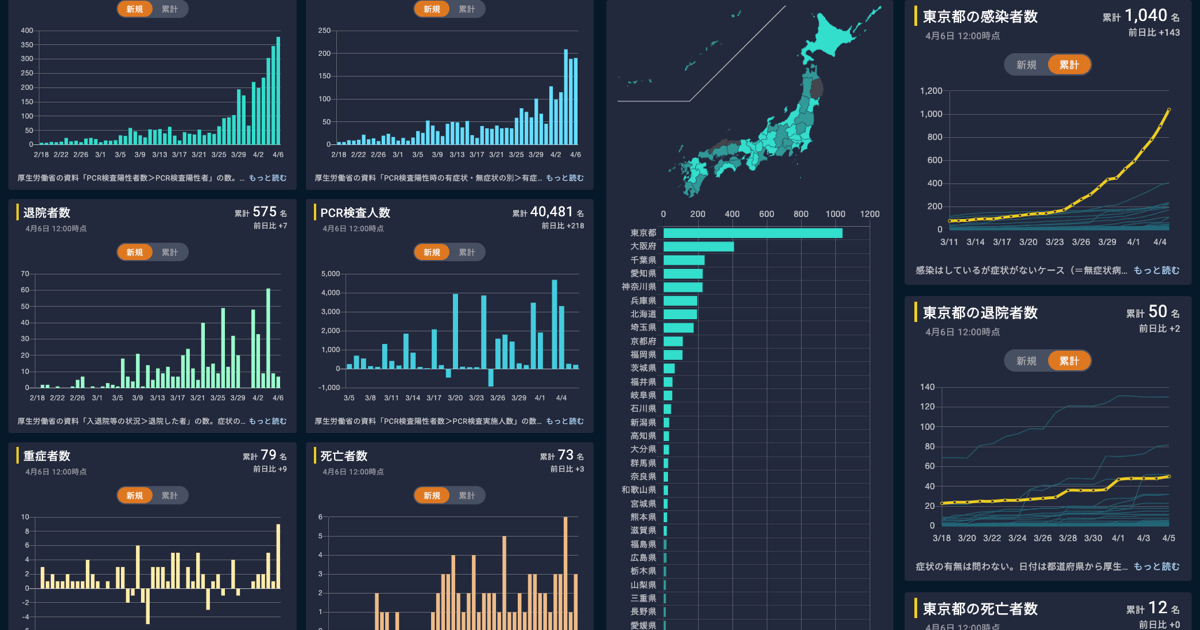 新規 累計
400
350
300
250
200
150
100
50
0
2/18 2/22 2/26 3/1 3/5 3/9 3/13 3/17 3/21 3/25 3/29 4/2 4/6
厚生労働省の資料「PCR検査陽性者数＞PCR検査陽性者」の数。… もっと読む
新規 累計
250
200
150
100
50
0
2/18 2/22 2/26 3/1 3/5 3/9 3/13 3/17 3/21 3/25 3/29 4/2 4/6
厚生労働省の資料「PCR検査陽性時の有症状・無症状の別＞有症… もっと読む
退院者数
累計 575 名
4月6日 12:00時点
前日比 +7
新規 累計
70
60
50
40
30
20
10
0
2/18 2/22 2/26 3/1 3/5 3/9 3/13 3/17 3/21 3/25 3/29 4/2 4/6
厚生労働省の資料「入退院等の状況＞退院した者」の数。症状の… もっと読む
PCR検査人数
累計 40,481 名
4月6日 12:00時点
前日比 +218
新規 累計
5,000
4,000
3,000
2,000
1,000
0
-1,000
3/5 3/8 3/11 3/14 3/17 3/20 3/23 3/26 3/29 4/1 4/4
厚生労働省の資料「PCR検査陽性者数＞PCR検査実施人数」の数… もっと読む
重症者数
累計 79 名
4月6日 12:00時点
前日比 +9
新規 累計
10
8
6
4
2
0
-2
-4
死亡者数
累計 73 名
4月6日 12:00時点
前日比 +3
新規 累計
6
5
4
3
2
1
0 200 400 600 800 1000 1200
東京都
大阪府
千葉県
愛知県
神奈川県
兵庫県
北海道
埼玉県
京都府
福岡県
茨城県
福井県
岐阜県
石川県
新潟県
高知県
大分県
群馬県
奈良県
和歌山県
宮城県
熊本県
滋賀県
福島県
広島県
栃木県
山梨県
三重県
長野県
愛媛県
東京都の感染者数
累計 1,040 名
4月6日 12:00時点
前日比 +143
新規 累計
1,200
1,000
800
600
400
200
0
3/11 3/14 3/17 3/20 3/23 3/26 3/29 4/1 4/4
感染はしているが症状がないケース（＝無症状病… もっと読む
東京都の退院者数
累計 50 名
4月6日 12:00時点
前日比 +2
新規 累計
140
120
100
80
60
40
20
0
3/18 3/20 3/22 3/24 3/26 3/28 3/30 4/1 4/3 4/5
症状の有無は問わない。日付は都道府県から厚生… もっと読む
東京都の死亡者数
累計 12 名
4月6日 12:00時点
前日比 +0